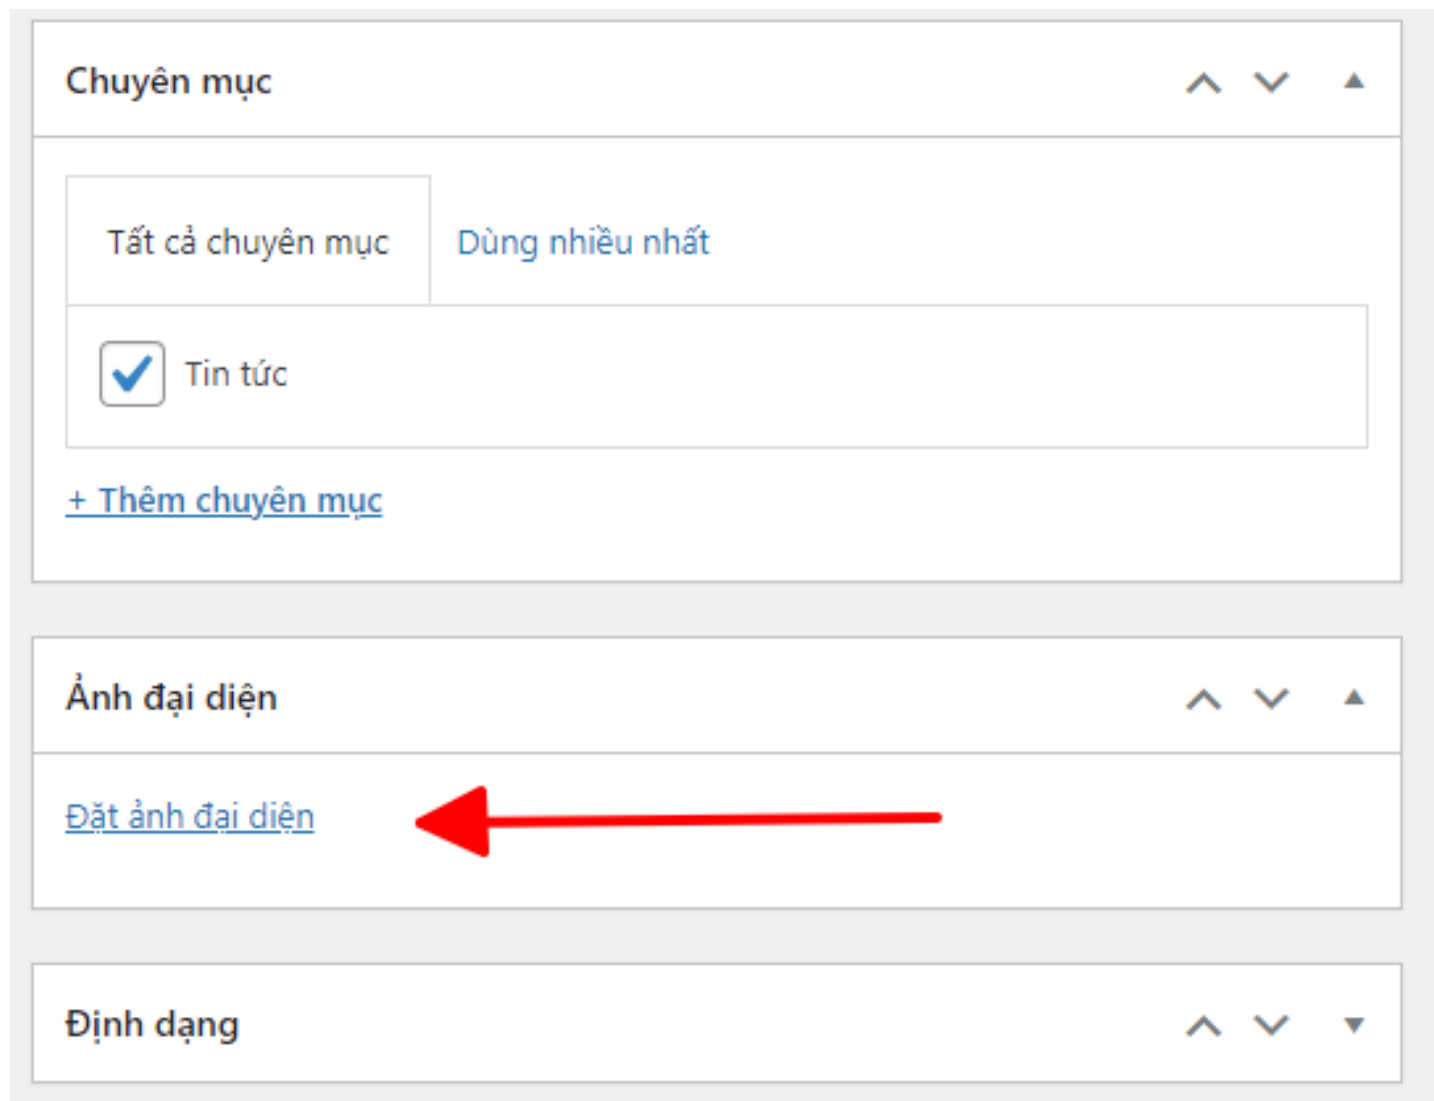 Chuyên mục
Tất cả chuyên mục
Dùng nhiều nhất
Tin tức
+ Thêm chuyên mục
Ảnh đại diện
Đặt ảnh đại diện
Định dạng